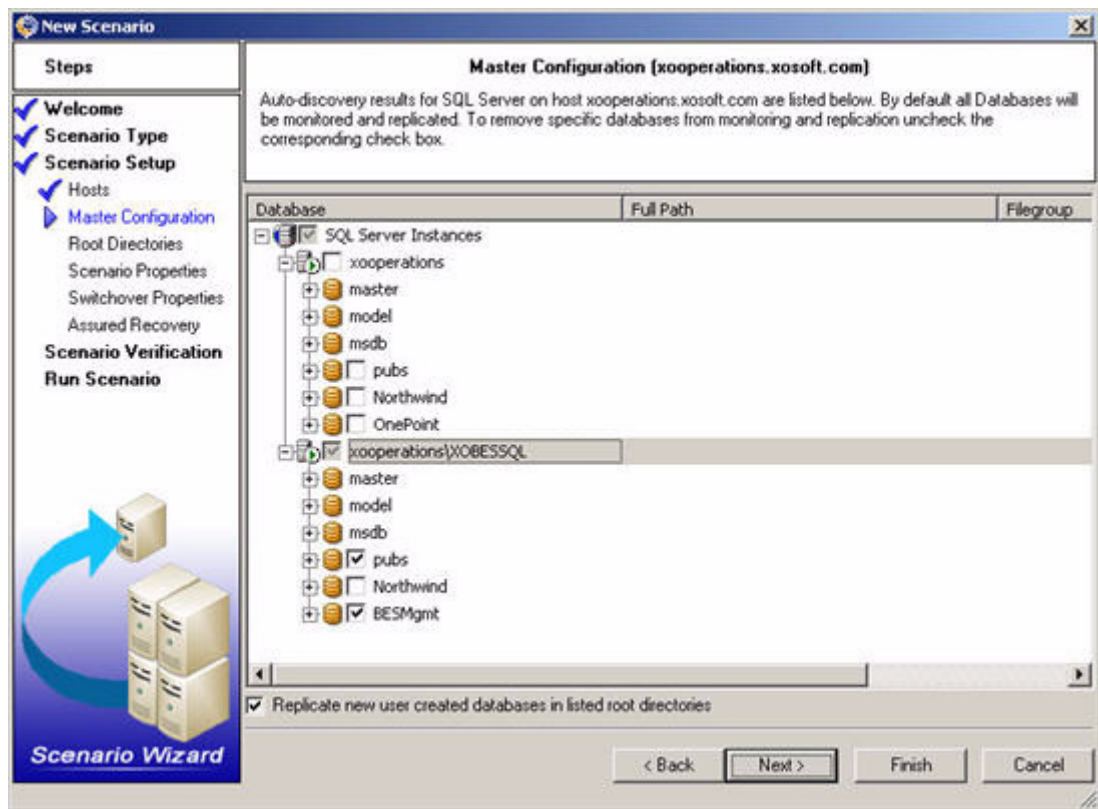 New Scenario
Steps
Welcome
Scenario Type
Scenario Setup
Hosts
Master Configuration
Root Directories
Scenario Properties
Switchover Properties
Assured Recovery
Scenario Verification
Run Scenario
Scenario Wizard
Master Configuration (xooperations.xosoft.com)
Auto-discovery results for SQL Server on host xooperations.xosoft.com are listed below. By default all Databases will
be monitored and replicated. To remove specific databases from monitoring and replication uncheck the
corresponding check box.
Database Full Path Filegroup
SQL Server Instances
xooperations
master
model
msdb
pubs
Northwind
OnePoint
xooperations\XOBESSQL
master
model
msdb
pubs
Northwind
BESMgmt
Replicate new user created databases in listed root directories
< Back Next > Finish Cancel